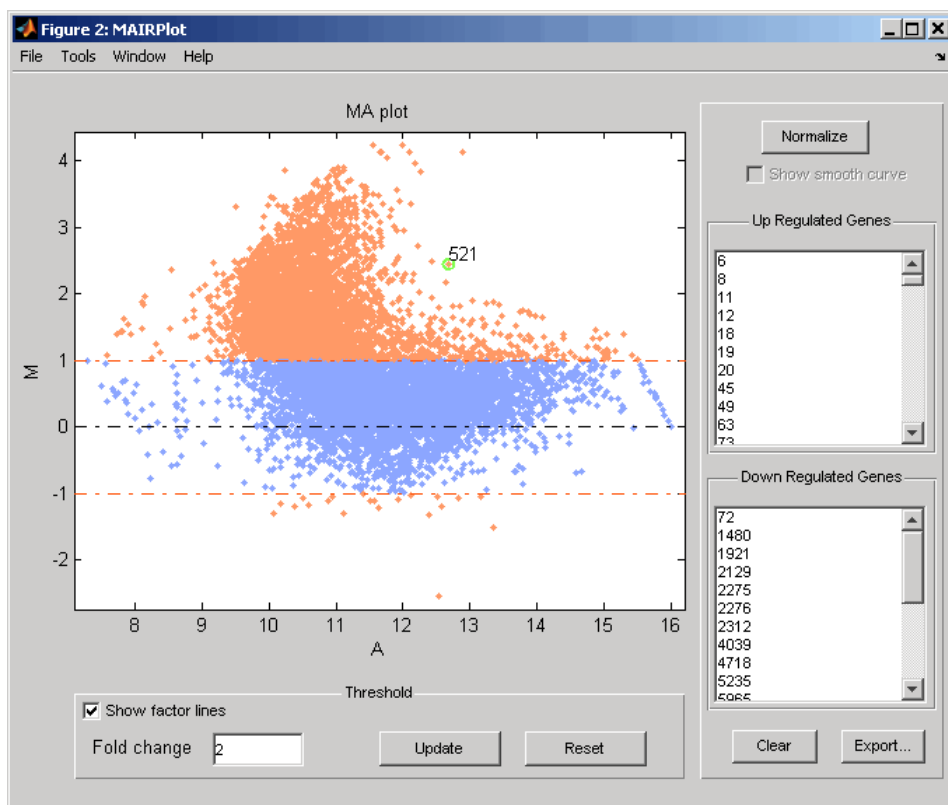 Figure 2: MAIRPlot
File Tools Window Help
MA plot
4
3
2
1
0
-1
-2
M
521
8 9 10 11 12 13 14 15 16
A
Threshold
Show factor lines
Fold change 2 Update Reset
Normalize
Show smooth curve
Up Regulated Genes
6
8
11
12
18
19
20
45
49
63
73
Down Regulated Genes
72
1480
1921
2129
2275
2276
2312
4039
4718
5235
5965
Clear Export...